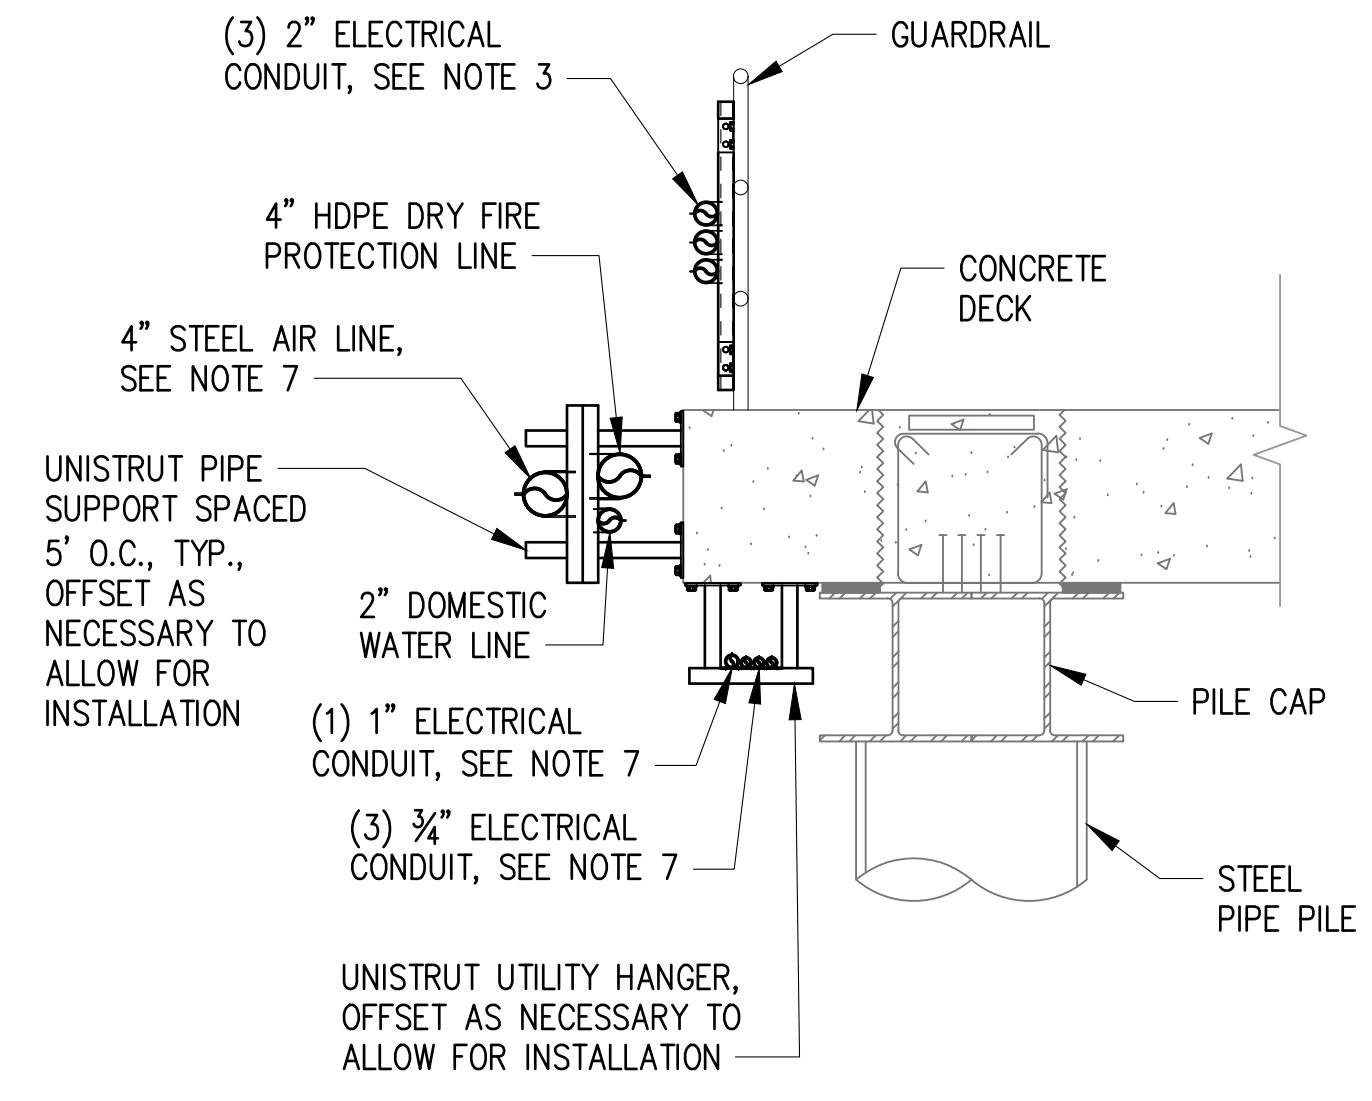 (3) 2” ELECTRICAL
CONDUIT, SEE NOTE 3
GUARDRAIL
4” HDPE DRY FIRE
PROTECTION LINE
CONCRETE
DECK
4” STEEL AIR LINE,
SEE NOTE 7
UNISTRUT PIPE
SUPPORT SPACED
5’ O.C., TYP.,
OFFSET AS
NECESSARY TO
ALLOW FOR
INSTALLATION
2” DOMESTIC
WATER LINE
PILE CAP
(1) 1” ELECTRICAL
CONDUIT, SEE NOTE 7
(3) ¾” ELECTRICAL
CONDUIT, SEE NOTE 7
STEEL
PIPE PILE
UNISTRUT UTILITY HANGER,
OFFSET AS NECESSARY TO
ALLOW FOR INSTALLATION